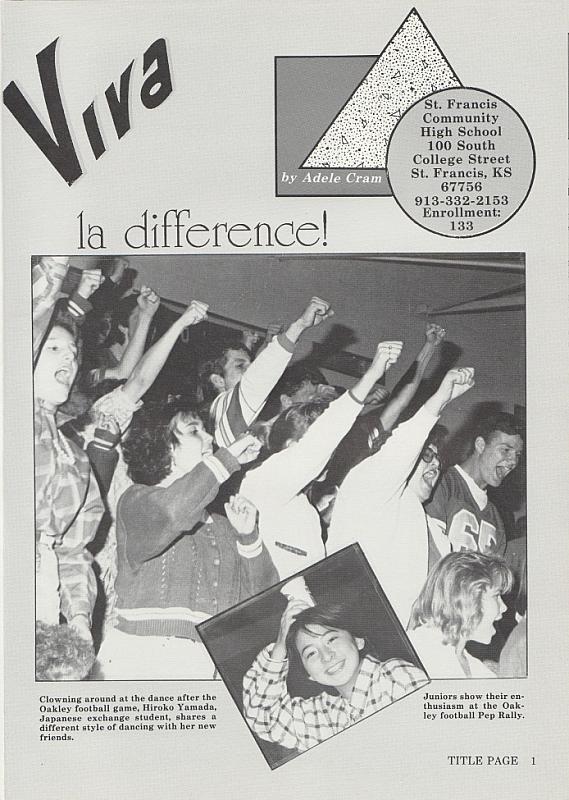 Viva
la difference!
by Adele Cram
St. Francis
Community
High School
100 South
College Street
St. Francis, KS
67756
913-332-2153
Enrollment:
133
65
Clowning around at the dance after the
Oakley football game, Hiroko Yamada,
Japanese exchange student, shares a
different style of dancing with her new
friends.
Juniors show their en-
thusiasm at the Oak-
ley football Pep Rally.
TITLE PAGE 1